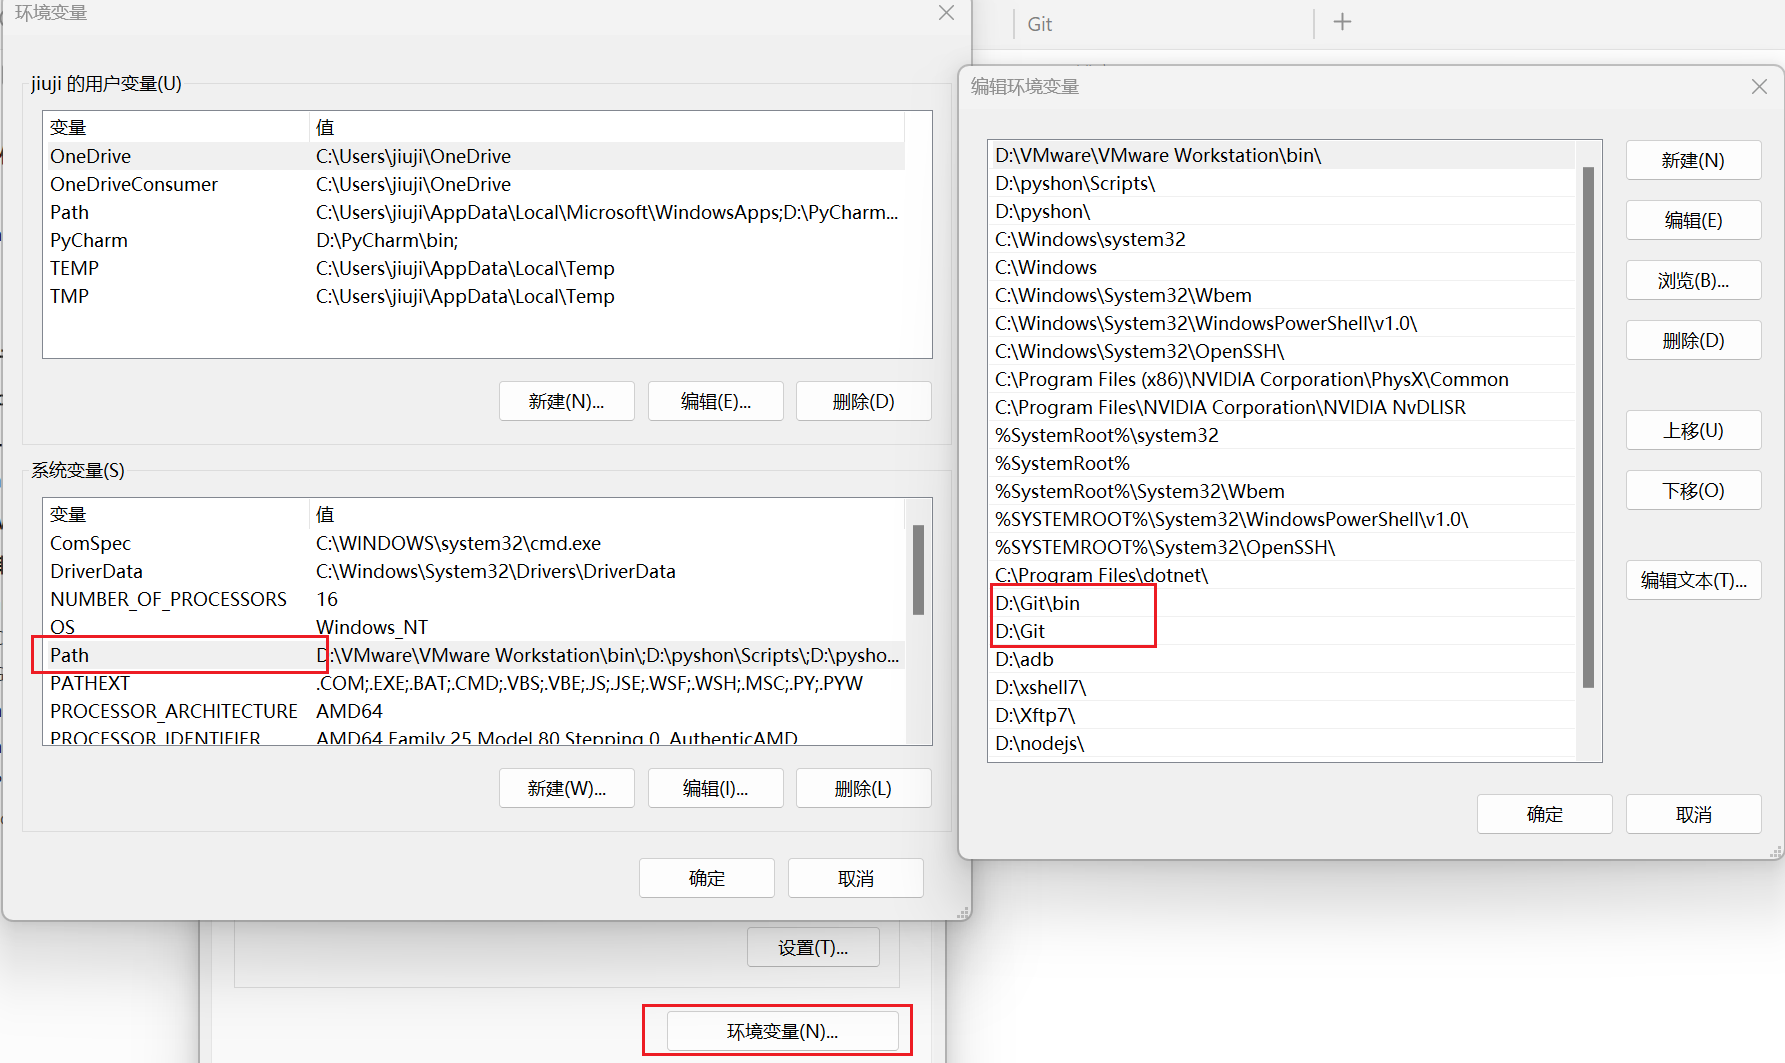 环境变量
jiuji 的用户变量(U)
变量 值
OneDrive C:\Users\jiuji\OneDrive
OneDriveConsumer C:\Users\jiuji\OneDrive
Path C:\Users\jiuji\AppData\Local\Microsoft\WindowsApps;D:\PyCharm...
PyCharm D:\PyCharm\bin;
TEMP C:\Users\jiuji\AppData\Local\Temp
TMP C:\Users\jiuji\AppData\Local\Temp
新建(N)... 编辑(E)... 删除(D)
系统变量(S)
变量 值
ComSpec C:\WINDOWS\system32\cmd.exe
DriverData C:\Windows\System32\Drivers\DriverData
NUMBER_OF_PROCESSORS 16
OS Windows_NT
Path D:\VMware\VMware Workstation\bin\;D:\pyshon\Scripts\;D:\pysho...
PATHEXT .COM;.EXE;.BAT;.CMD;.VBS;.VBE;.JS;.JSE;.WSF;.WSH;.MSC;.PY;.PYW
PROCESSOR_ARCHITECTURE AMD64
PROCESSOR_IDENTIFIER AMD64 Family 25 Model 80 Stepping 0, AuthenticAMD
新建(W)... 编辑(I)... 删除(L)
确定 取消
设置(T)...
环境变量(N)...
Git
编辑环境变量
D:\VMware\VMware Workstation\bin\
D:\pyshon\Scripts\
D:\pyshon\
C:\Windows\system32
C:\Windows
C:\Windows\System32\Wbem
C:\Windows\System32\WindowsPowerShell\v1.0\
C:\Windows\System32\OpenSSH\
C:\Program Files (x86)\NVIDIA Corporation\PhysX\Common
C:\Program Files\NVIDIA Corporation\NVIDIA NvDLISR
%SystemRoot%\system32
%SystemRoot%
%SystemRoot%\System32\Wbem
%SYSTEMROOT%\System32\WindowsPowerShell\v1.0\
%SYSTEMROOT%\System32\OpenSSH\
C:\Program Files\dotnet\
D:\Git\bin
D:\Git
D:\adb
D:\xshell7\
D:\Xftp7\
D:\nodejs\
新建(N)
编辑(E)
浏览(B)...
删除(D)
上移(U)
下移(O)
编辑文本(T)...
确定 取消